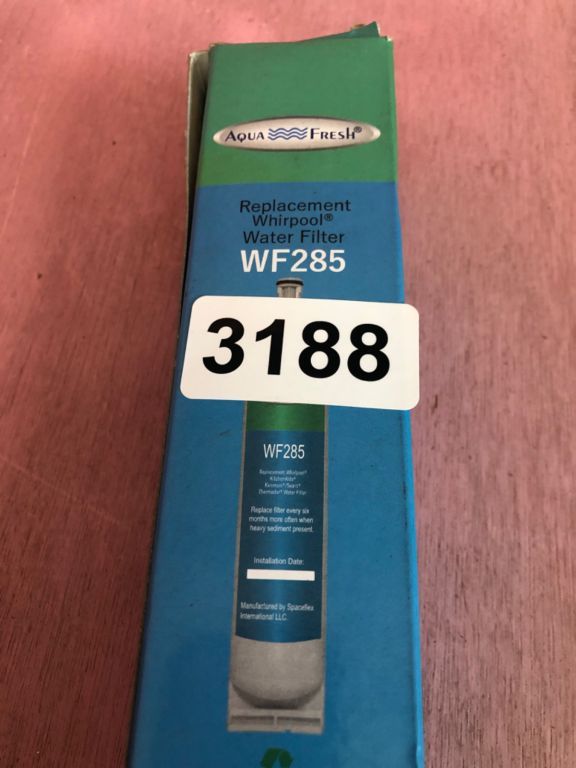 AQUA FRESH®
Replacement
Whirpool®
Water Filter
WF285
3188
WF285
Replacement Whirlpool®
KitchenAide®
Kenmore®/Sears®
Thermador® Water Filter
Replace filter every six
months more often when
heavy sediment present.
Installation Date:
Manufactured by Spaceflex
International LLC.